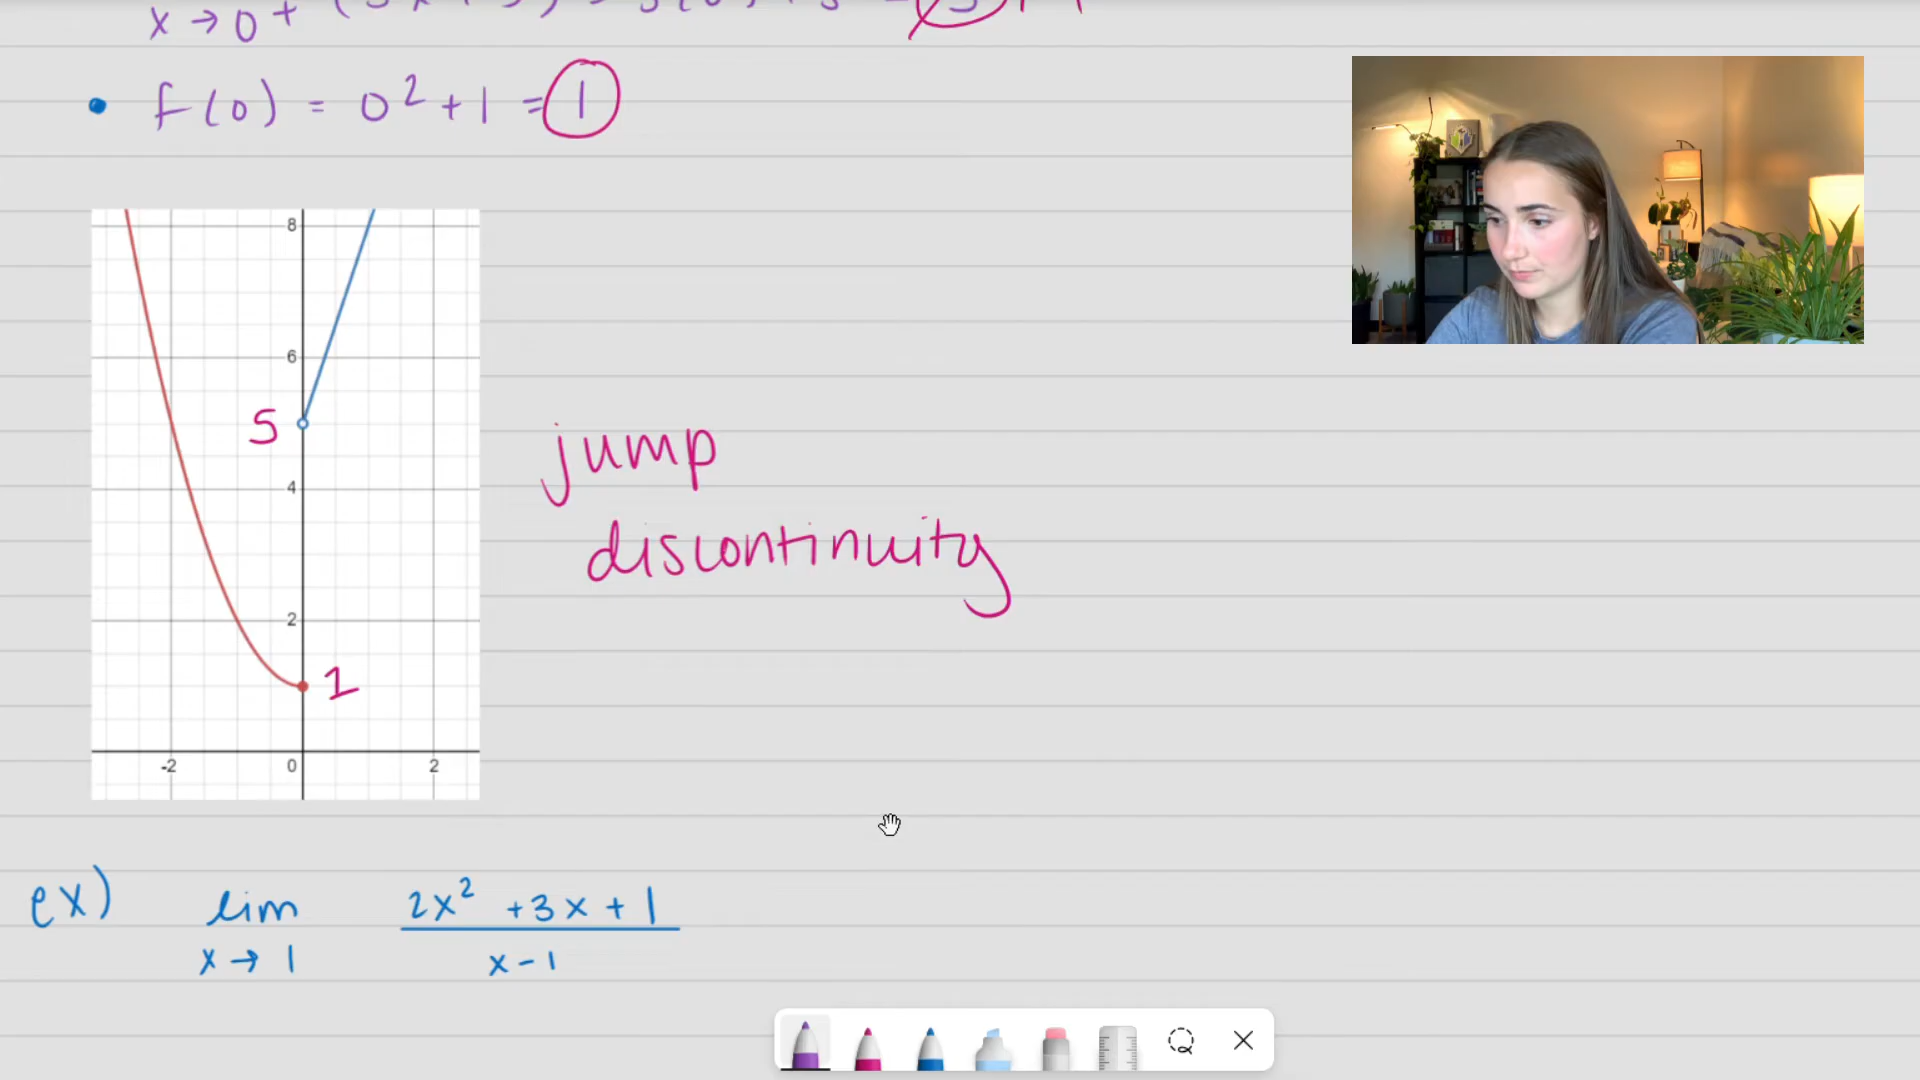 x → 0⁺
• f(0) = 0² + 1 = 1
8
6
5
4
2
1
-2 0 2
jump
discontinuity
ex) lim 2x² + 3x + 1
x → 1 x - 1